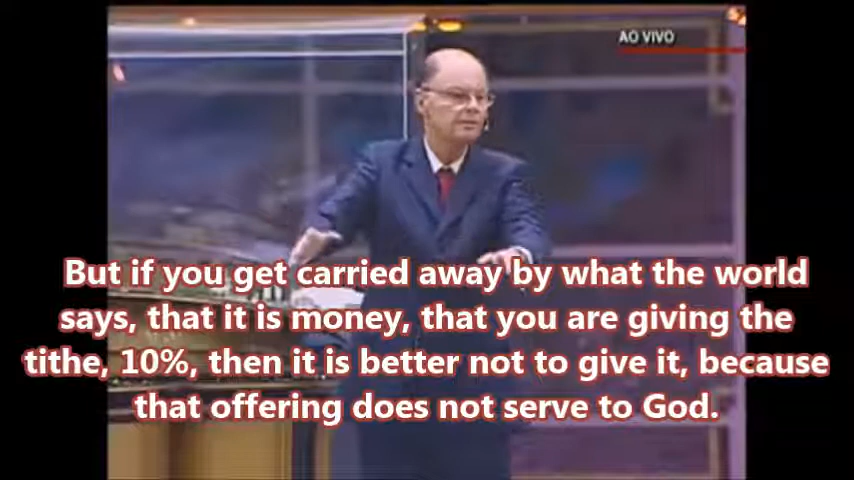 AO VIVO
But if you get carried away by what the world
says, that it is money, that you are giving the
tithe, 10%, then it is better not to give it, because
that offering does not serve to God.